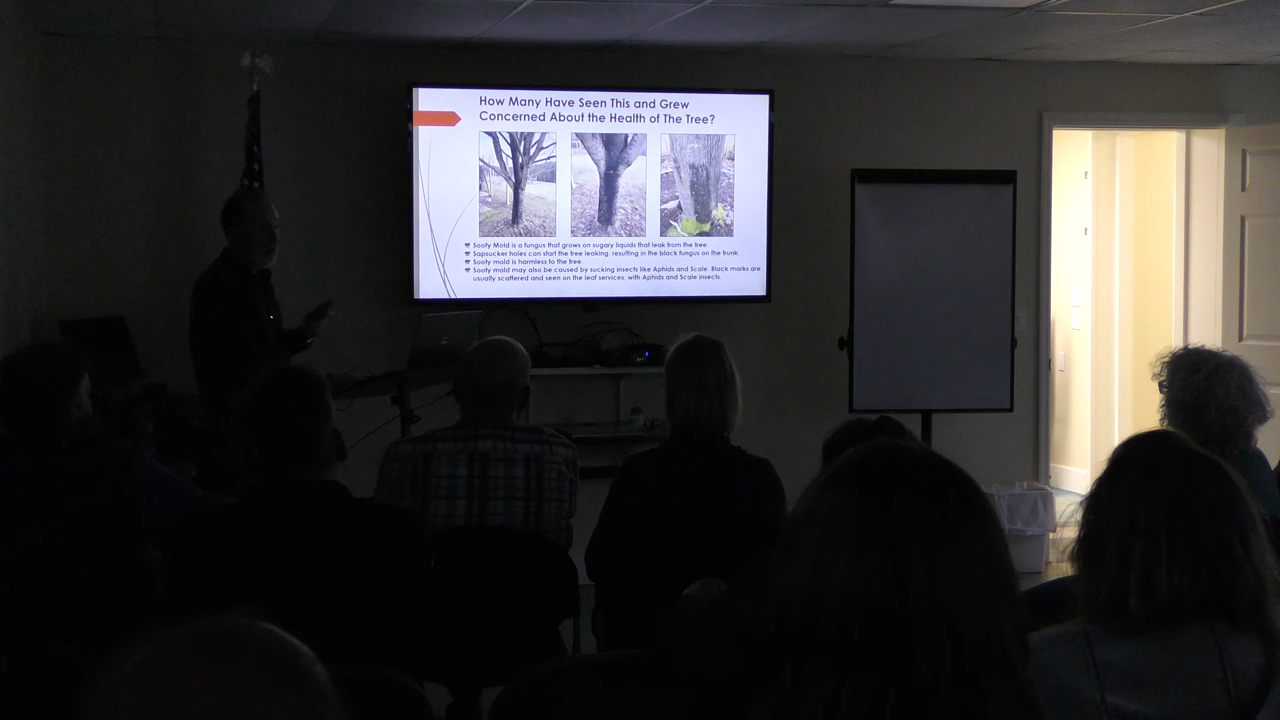 How Many Have Seen This and Grew
Concerned About the Health of The Tree?
Sooty Mold is a fungus that grows on sugary liquids that leak from the tree.
Sapsucker holes can start the tree leaking, resulting in the black fungus on the trunk.
Sooty mold is harmless to the tree
Sooty mold may also be caused by sucking insects like Aphids and Scale. Black marks are
usually scattered and seen on the leaf services, with Aphids and Scale insects.